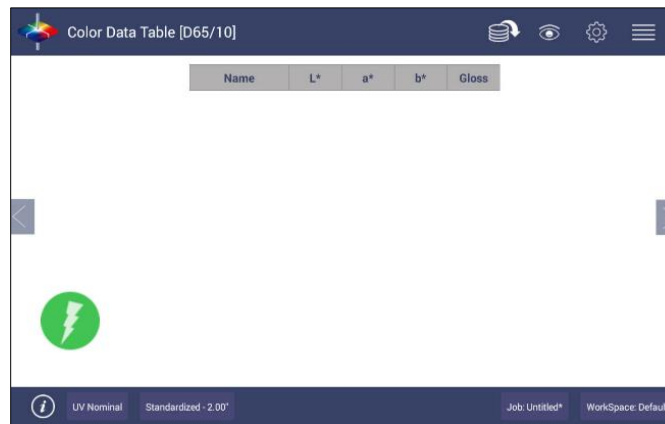 Color Data Table [D65/10]
Name L* a* b* Gloss
i UV Nominal Standardized - 2.00" Job: Untitled* WorkSpace: Defaul